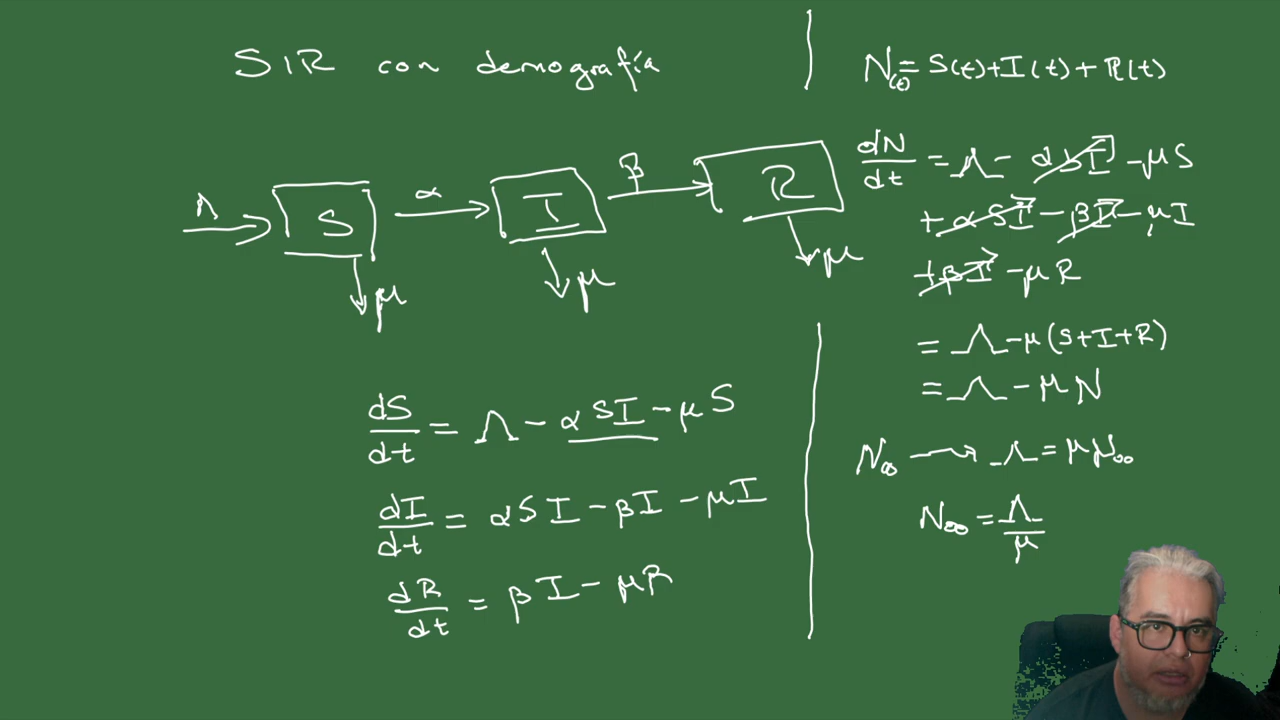 SIR con demografía
Λ S α I β R
μ μ μ
dS/dt = Λ - αSI - μS
dI/dt = αSI - βI - μI
dR/dt = βI - μR
N(t) = S(t)+I(t)+R(t)
dN/dt = Λ - αSI - μS
+ αSI - βI - μI
+βI - μR
= Λ - μ(S+I+R)
= Λ - μN
N∞ → Λ = μμ∞
N∞ = Λ/μ